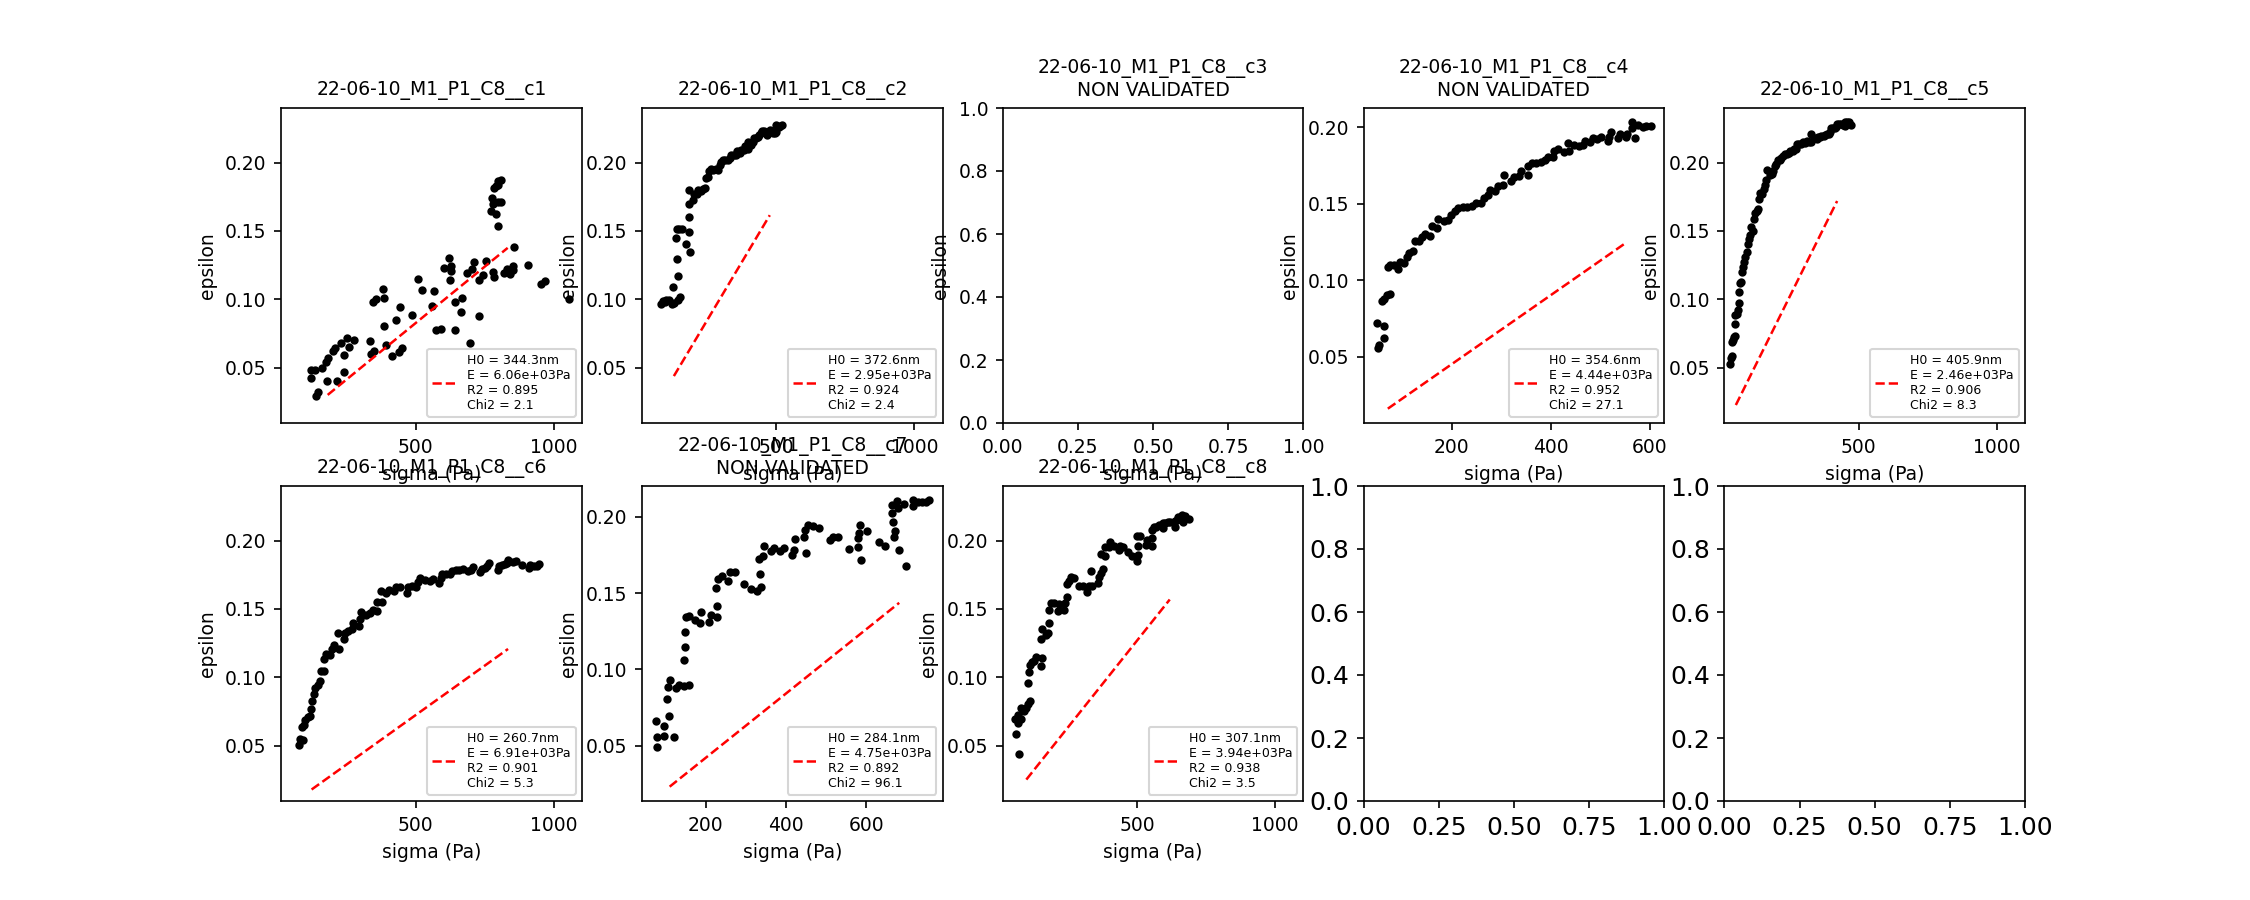 22-06-10_M1_P1_C8__c1
22-06-10_M1_P1_C8__c2
22-06-10_M1_P1_C8__c3
NON VALIDATED
22-06-10_M1_P1_C8__c4
NON VALIDATED
22-06-10_M1_P1_C8__c5
epsilon
0.20
0.15
0.10
0.05
500
1000
sigma (Pa)
H0 = 344.3nm
E = 6.06e+03Pa
R2 = 0.895
Chi2 = 2.1
epsilon
0.20
0.15
0.10
0.05
500
1000
sigma (Pa)
H0 = 372.6nm
E = 2.95e+03Pa
R2 = 0.924
Chi2 = 2.4
epsilon
1.0
0.8
0.6
0.4
0.2
0.0
0.00
0.25
0.50
0.75
1.00
sigma (Pa)
epsilon
0.20
0.15
0.10
0.05
200
400
600
sigma (Pa)
H0 = 354.6nm
E = 4.44e+03Pa
R2 = 0.952
Chi2 = 27.1
epsilon
0.20
0.15
0.10
0.05
500
1000
sigma (Pa)
H0 = 405.9nm
E = 2.46e+03Pa
R2 = 0.906
Chi2 = 8.3
22-06-10_M1_P1_C8__c6
22-06-10_M1_P1_C8__c7
NON VALIDATED
22-06-10_M1_P1_C8__c8
epsilon
0.20
0.15
0.10
0.05
500
1000
sigma (Pa)
H0 = 260.7nm
E = 6.91e+03Pa
R2 = 0.901
Chi2 = 5.3
epsilon
0.20
0.15
0.10
0.05
200
400
600
sigma (Pa)
H0 = 284.1nm
E = 4.75e+03Pa
R2 = 0.892
Chi2 = 96.1
epsilon
0.20
0.15
0.10
0.05
500
1000
sigma (Pa)
H0 = 307.1nm
E = 3.94e+03Pa
R2 = 0.938
Chi2 = 3.5
1.0
0.8
0.6
0.4
0.2
0.0
0.00
0.25
0.50
0.75
1.00
1.0
0.8
0.6
0.4
0.2
0.0
0.00
0.25
0.50
0.75
1.00